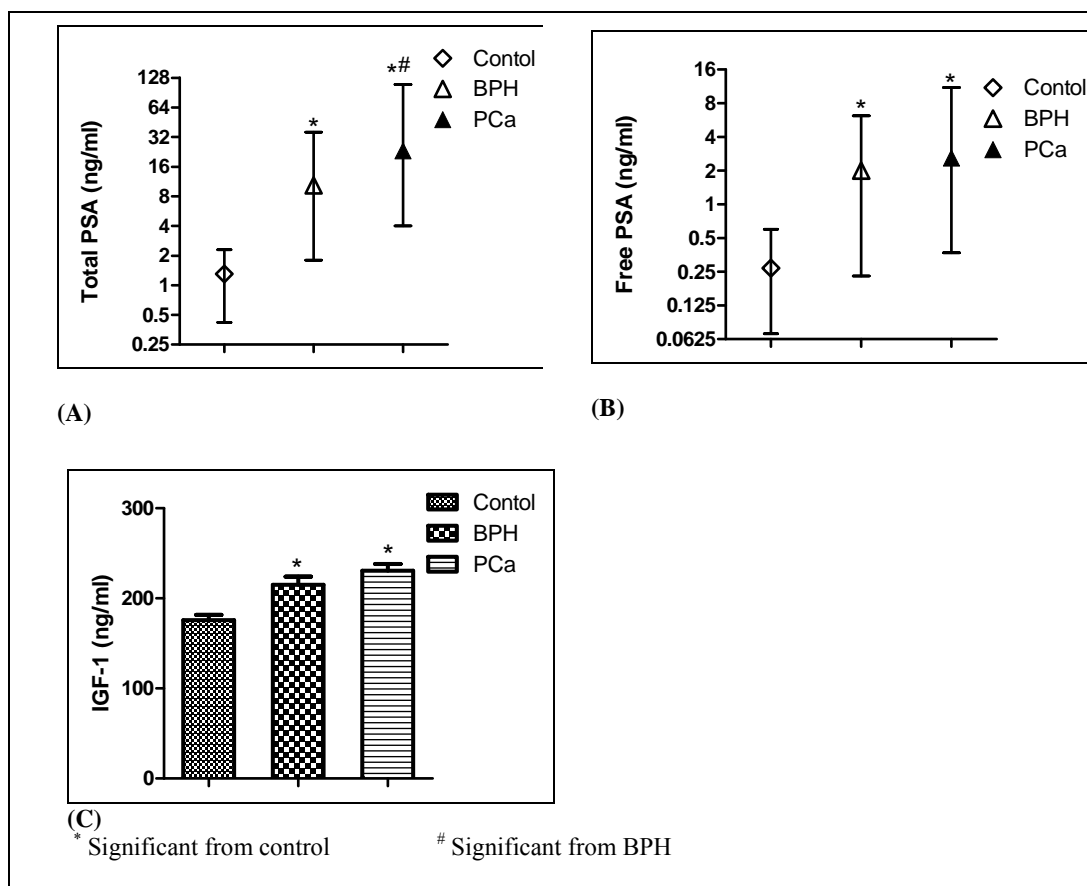 Contol
BPH
PCa
*#
*
128
64
32
16
8
4
2
1
0.5
0.25
Total PSA (ng/ml)
(A)
Contol
BPH
PCa
*
*
16
8
4
2
1
0.5
0.25
0.125
0.0625
Free PSA (ng/ml)
(B)
Contol
BPH
PCa
*
*
300
200
100
0
IGF-1 (ng/ml)
(C)
* Significant from control # Significant from BPH